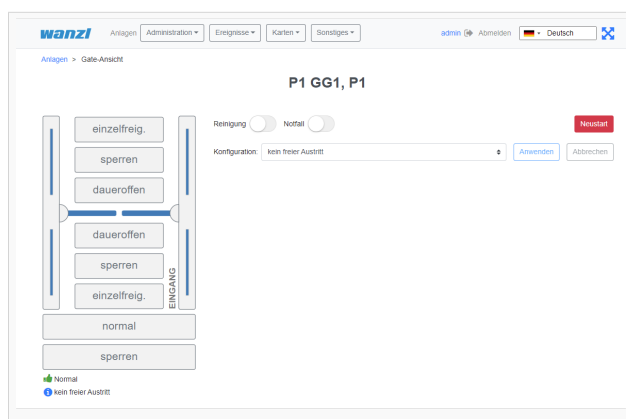 wanzl Anlagen Administration Ereignisse Karten Sonstiges admin Abmelden Deutsch
Anlagen > Gate-Ansicht
P1 GG1, P1
einzelfreig.
sperren
daueroffen
daueroffen
sperren
einzelfreig.
EINGANG
normal
sperren
Normal
kein freier Austritt
Reinigung Notfall Neustart
Konfiguration: kein freier Austritt Anwenden Abbrechen